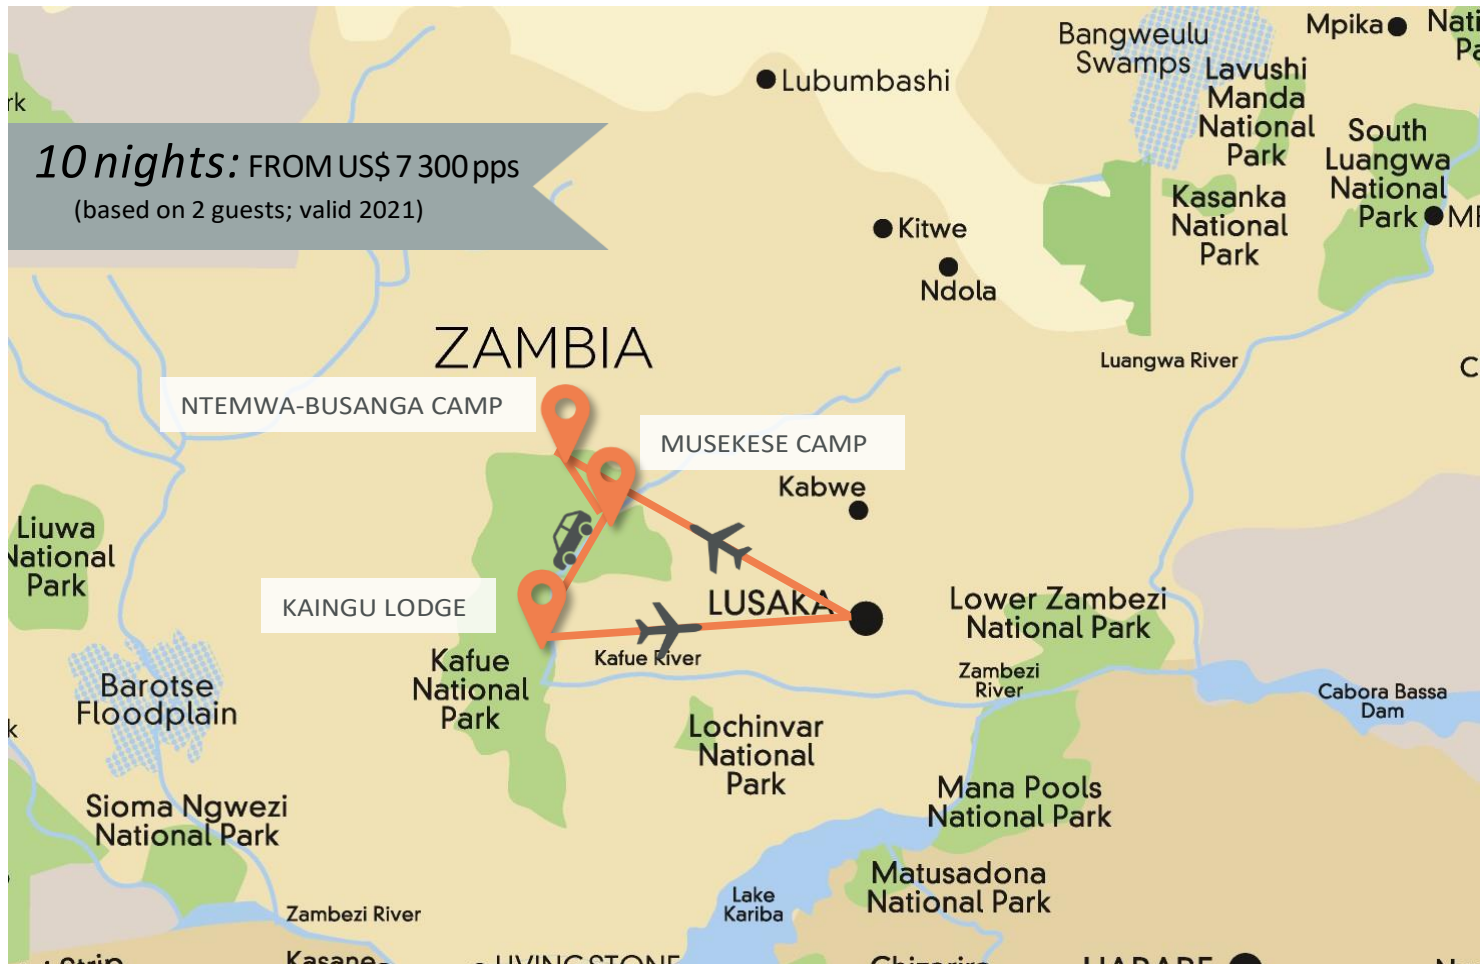 Bangweulu
Swamps
Mpika
Lubumbashi
Lavushi
Manda
National
Park
rk
10 nights: FROM US$ 7 300 pps
(based on 2 guests; valid 2021)
South
Luangwa
National
Park
Kasanka
National
Park
Kitwe
Ndola
ZAMBIA
Luangwa River
NTEMWA-BUSANGA CAMP
MUSEKESE CAMP
Kabwe
Liuwa
National
Park
KAINGU LODGE
LUSAKA
Lower Zambezi
National Park
Kafue River
Kafue
National
Park
Zambezi
River
Barotse
Floodplain
Cabora Bassa
Dam
Lochinvar
National
Park
Sioma Ngwezi
National Park
Mana Pools
National Park
Matusadona
National Park
Lake
Kariba
Zambezi River
Kasane